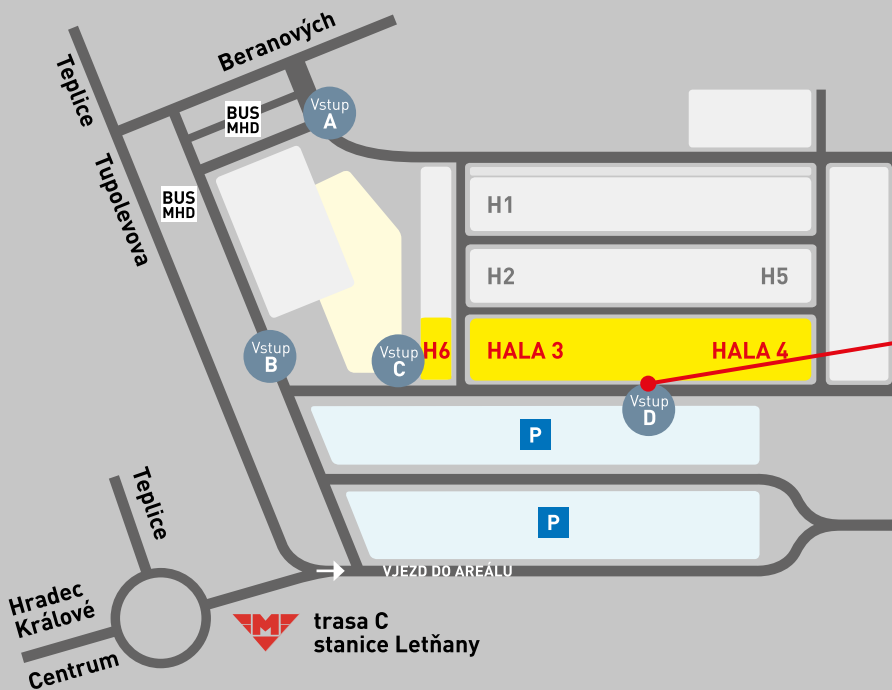 Beranových
Teplice
BUS
MHD
Vstup
A
Tupolevova
BUS
MHD
H1
H2
H5
Vstup
B
Vstup
C
H6
HALA 3
HALA 4
Vstup
D
P
P
Teplice
VJEZD DO AREÁLU
Hradec
Králové
Centrum
M
trasa C
stanice Letňany